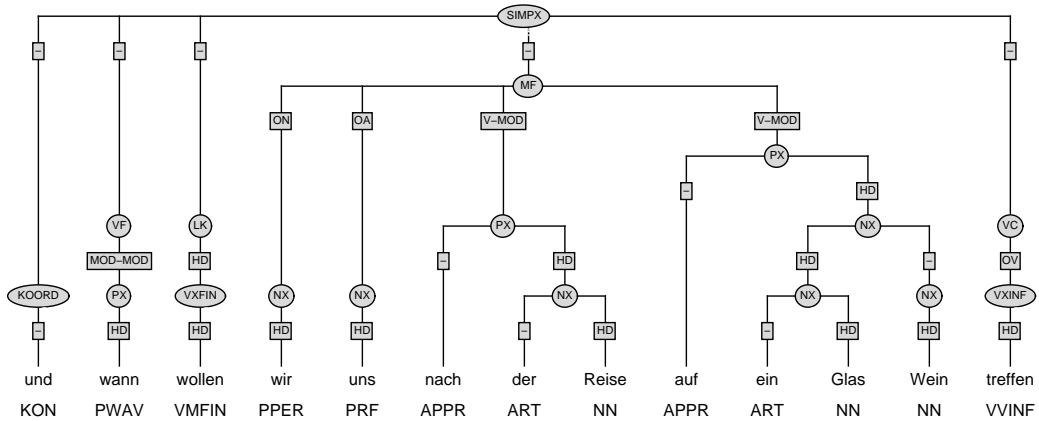 SIMPX
– – – – –
MF
ON OA V–MOD V–MOD
PX
– HD
VF LK PX NX VC
MOD–MOD HD – HD HD – OV
KOORD PX VXFIN NX NX NX NX NX VXINF
– HD HD HD HD – HD – HD HD HD
und wann wollen wir uns nach der Reise auf ein Glas Wein treffen
KON PWAV VMFIN PPER PRF APPR ART NN APPR ART NN NN VVINF